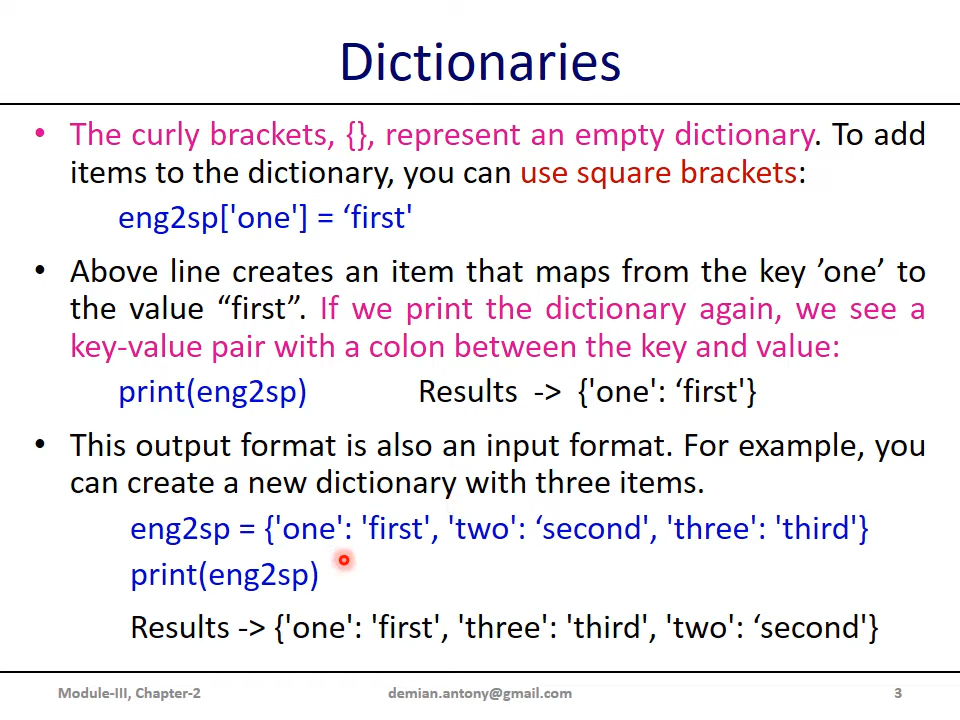 Dictionaries
• The curly brackets, {}, represent an empty dictionary. To add
items to the dictionary, you can use square brackets:
eng2sp['one'] = ‘first'
• Above line creates an item that maps from the key ’one’ to
the value “first”. If we print the dictionary again, we see a
key-value pair with a colon between the key and value:
print(eng2sp) Results -> {'one': ‘first'}
• This output format is also an input format. For example, you
can create a new dictionary with three items.
eng2sp = {'one': 'first', 'two': ‘second', 'three': 'third'}
print(eng2sp)
Results -> {'one': 'first', 'three': 'third', 'two': ‘second'}
Module-III, Chapter-2 demian.antony@gmail.com 3